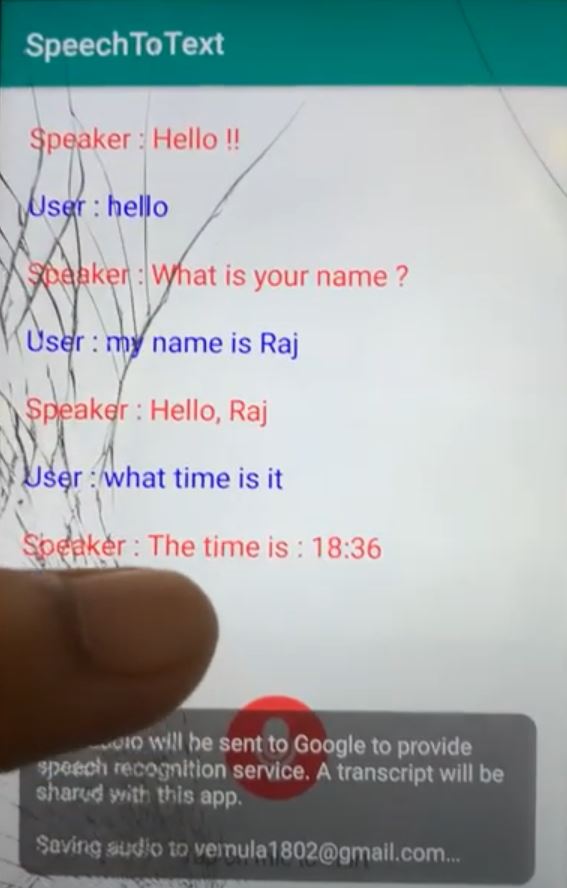 SpeechToText
Speaker : Hello !!
User : hello
Speaker : What is your name ?
User : my name is Raj
Speaker : Hello, Raj
User : what time is it
Speaker : The time is : 18:36
will be sent to Google to provide
speech recognition service. A transcript will be
shared with this app.
Saving audio to vemula1802@gmail.com...